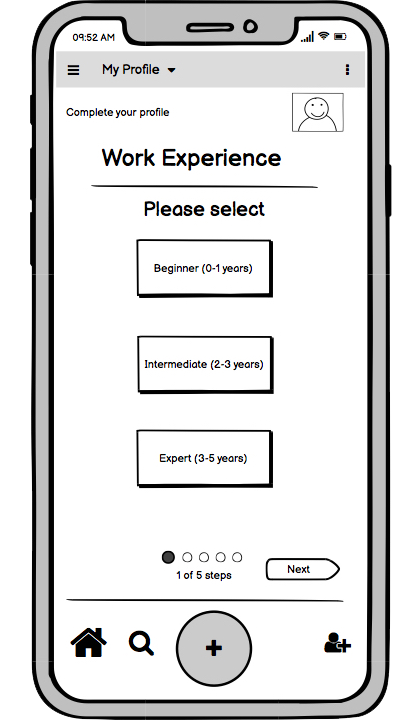 09:52 AM
My Profile
Complete your profile
Work Experience
Please select
Beginner (0-1 years)
Intermediate (2-3 years)
Expert (3-5 years)
1 of 5 steps
Next